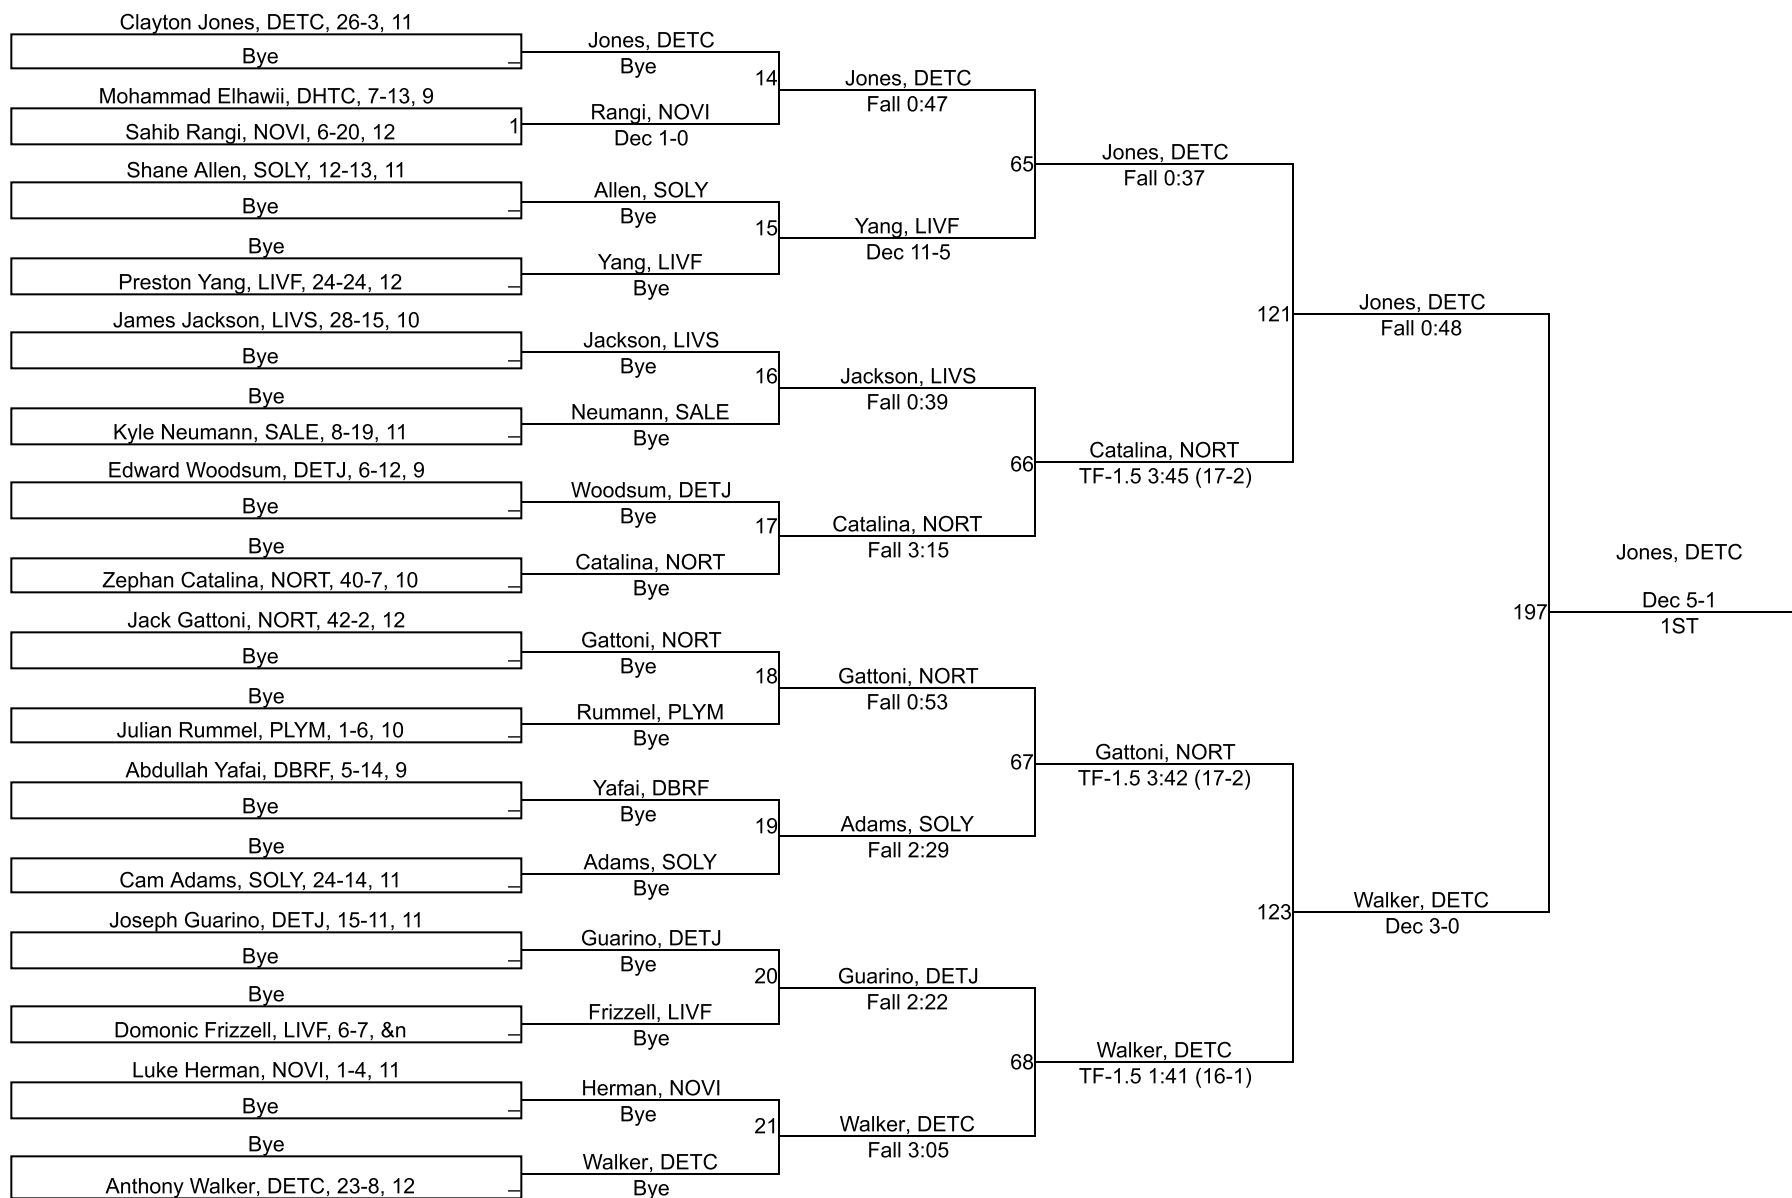 Clayton Jones, DETC, 26-3, 11
Bye
Mohammad Elhawii, DHTC, 7-13, 9
Sahib Rangi, NOVI, 6-20, 12
1
Shane Allen, SOLY, 12-13, 11
Bye
Bye
Preston Yang, LIVF, 24-24, 12
James Jackson, LIVS, 28-15, 10
Bye
Bye
Kyle Neumann, SALE, 8-19, 11
Edward Woodsum, DETJ, 6-12, 9
Bye
Bye
Zephan Catalina, NORT, 40-7, 10
Jack Gattoni, NORT, 42-2, 12
Bye
Bye
Julian Rummel, PLYM, 1-6, 10
Abdullah Yafai, DBRF, 5-14, 9
Bye
Bye
Cam Adams, SOLY, 24-14, 11
Joseph Guarino, DETJ, 15-11, 11
Bye
Bye
Domonic Frizzell, LIVF, 6-7, &n
Luke Herman, NOVI, 1-4, 11
Bye
Bye
Anthony Walker, DETC, 23-8, 12
Jones, DETC
Bye
14
Rangi, NOVI
Dec 1-0
Allen, SOLY
Bye
15
Yang, LIVF
Bye
Jackson, LIVS
Bye
16
Neumann, SALE
Bye
Woodsum, DETJ
Bye
17
Catalina, NORT
Bye
Gattoni, NORT
Bye
18
Rummel, PLYM
Bye
Yafai, DBRF
Bye
19
Adams, SOLY
Bye
Guarino, DETJ
Bye
20
Frizzell, LIVF
Bye
Herman, NOVI
Bye
21
Walker, DETC
Bye
Jones, DETC
Fall 0:47
65
Yang, LIVF
Dec 11-5
Jackson, LIVS
Fall 0:39
66
Catalina, NORT
Fall 3:15
Gattoni, NORT
Fall 0:53
67
Adams, SOLY
Fall 2:29
Guarino, DETJ
Fall 2:22
68
Walker, DETC
Fall 3:05
Jones, DETC
Fall 0:37
121
Catalina, NORT
TF-1.5 3:45 (17-2)
Gattoni, NORT
TF-1.5 3:42 (17-2)
123
Walker, DETC
TF-1.5 1:41 (16-1)
Jones, DETC
Fall 0:48
197
Walker, DETC
Dec 3-0
Jones, DETC
Dec 5-1
1ST